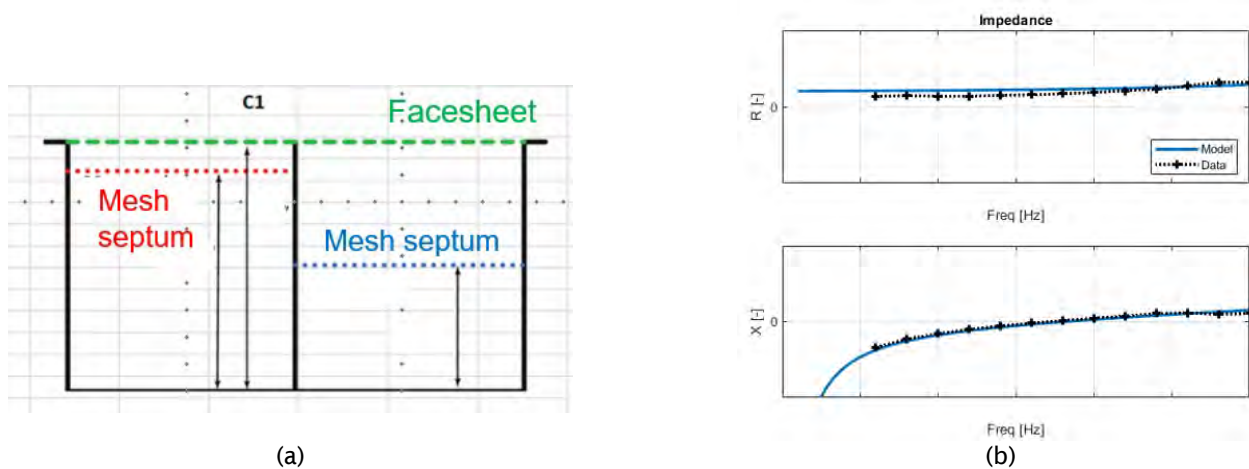 C1
Facesheet
Mesh
septum
Mesh septum
(a)
Impedance
R [-]
0
Model
Data
Freq [Hz]
X [-]
0
Freq [Hz]
(b)